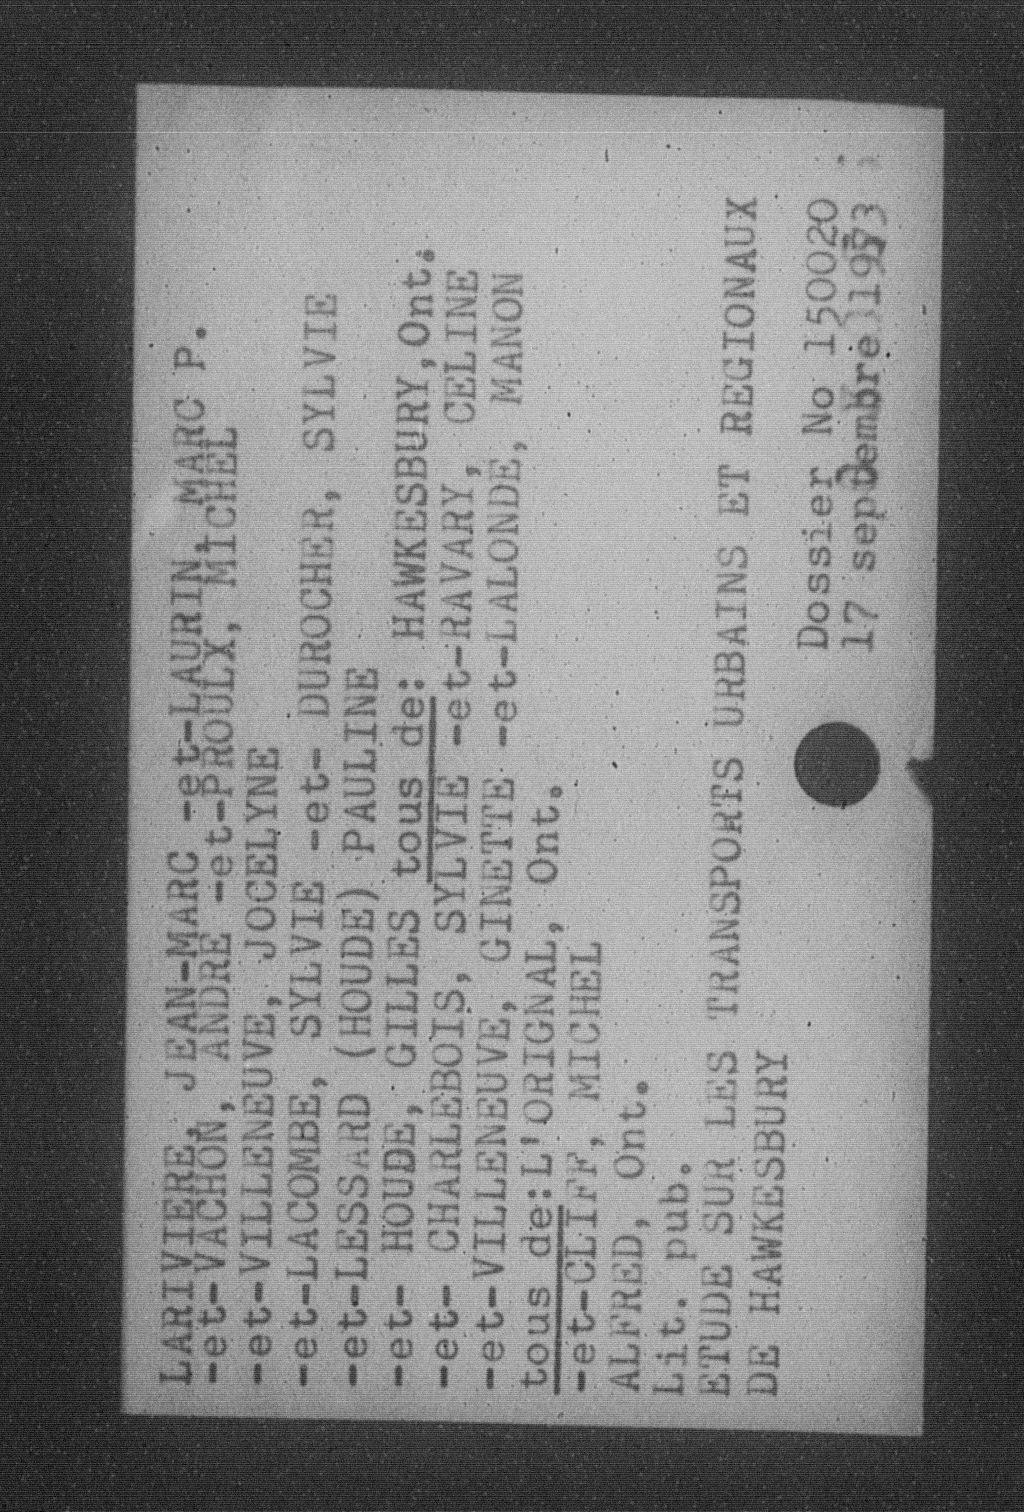 LARIVIERE, JEAN-MARC -et-LAURIN, MARC P.
-et-VACHON, ANDRE -et-PROULX, MICHEL
-et-VILLENEUVE, JOCELYNE
-et-LACOMBE, SYLVIE -et- DUROCHER, SYLVIE
-et-LESSARD (HOUDE) PAULINE
-et- HOUDE, GILLES tous de: HAWKESBURY,Ont.
-et- CHARLEBOIS, SYLVIE -et-RAVARY, CELINE
-et-VILLENEUVE, GINETTE -et-LALONDE, MANON
tous de:L'ORIGNAL, Ont.
-et-CLIFF, MICHEL
ALFRED, Ont.
Lit. pub.
ETUDE SUR LES TRANSPORTS URBAINS ET REGIONAUX
DE HAWKESBURY
Dossier No 150020
17 septembre 1973